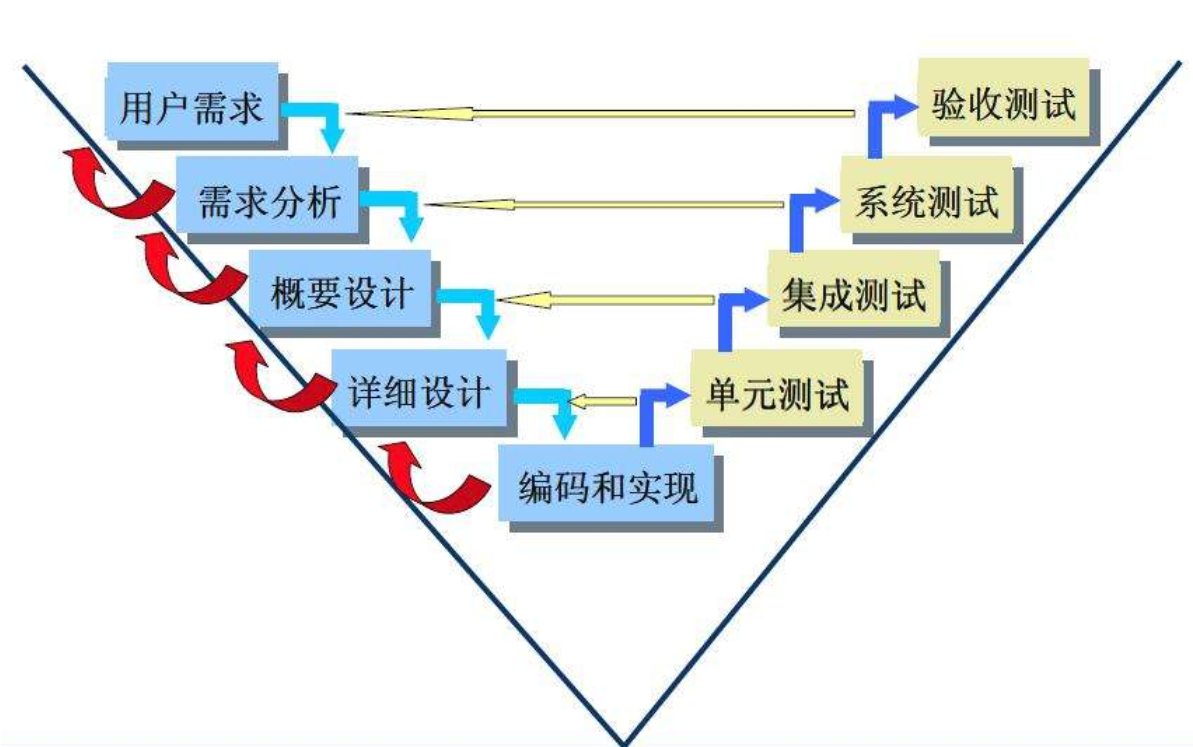 用户需求
验收测试
需求分析
系统测试
概要设计
集成测试
详细设计
单元测试
编码和实现